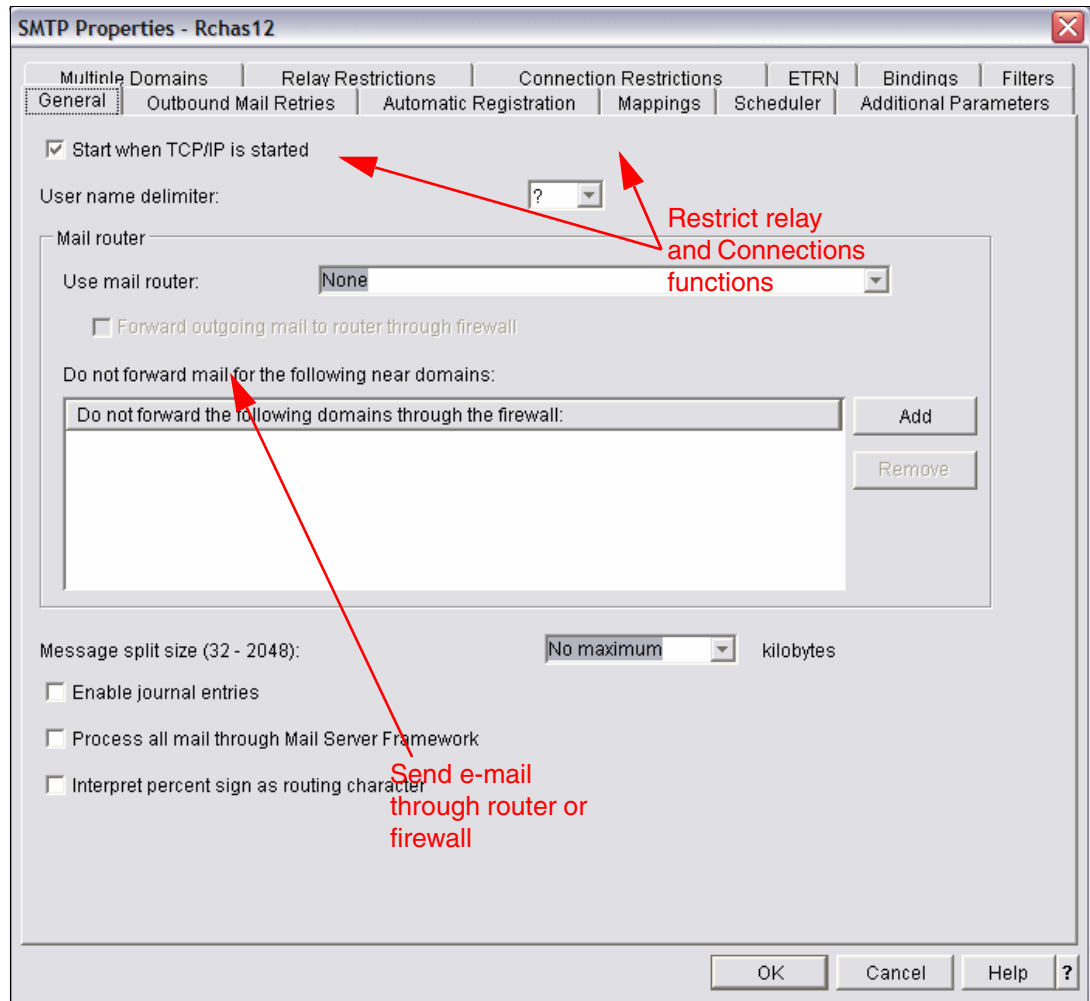 SMTP Properties - Rchas12
Multiple Domains Relay Restrictions Connection Restrictions ETRN Bindings Filters
General Outbound Mail Retries Automatic Registration Mappings Scheduler Additional Parameters
Start when TCP/IP is started
User name delimiter: ?
Restrict relay
and Connections
functions
Mail router
Use mail router: None
Forward outgoing mail to router through firewall
Do not forward mail for the following near domains:
Do not forward the following domains through the firewall:
Add
Remove
Message split size (32 - 2048): No maximum kilobytes
Enable journal entries
Process all mail through Mail Server Framework
Interpret percent sign as routing character
Send e-mail
through router or
firewall
OK Cancel Help ?